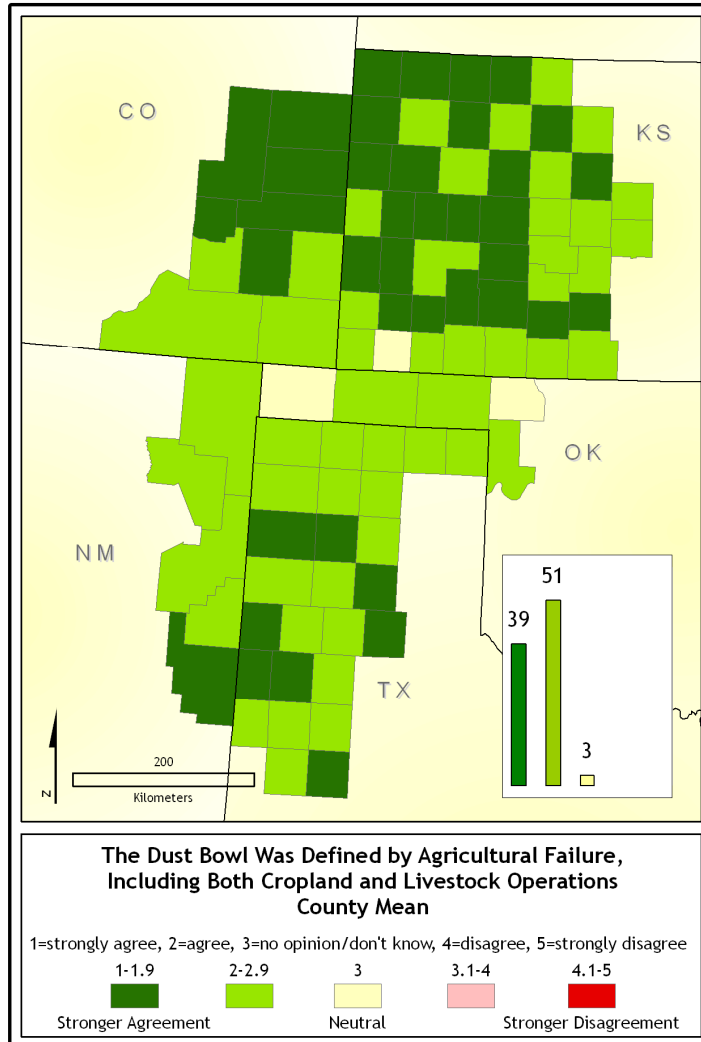 CO
KS
OK
NM
TX
51
39
3
200
Kilometers
N
The Dust Bowl Was Defined by Agricultural Failure,
Including Both Cropland and Livestock Operations
County Mean
1=strongly agree, 2=agree, 3=no opinion/don't know, 4=disagree, 5=strongly disagree
1-1.9 2-2.9 3 3.1-4 4.1-5
Stronger Agreement Neutral Stronger Disagreement